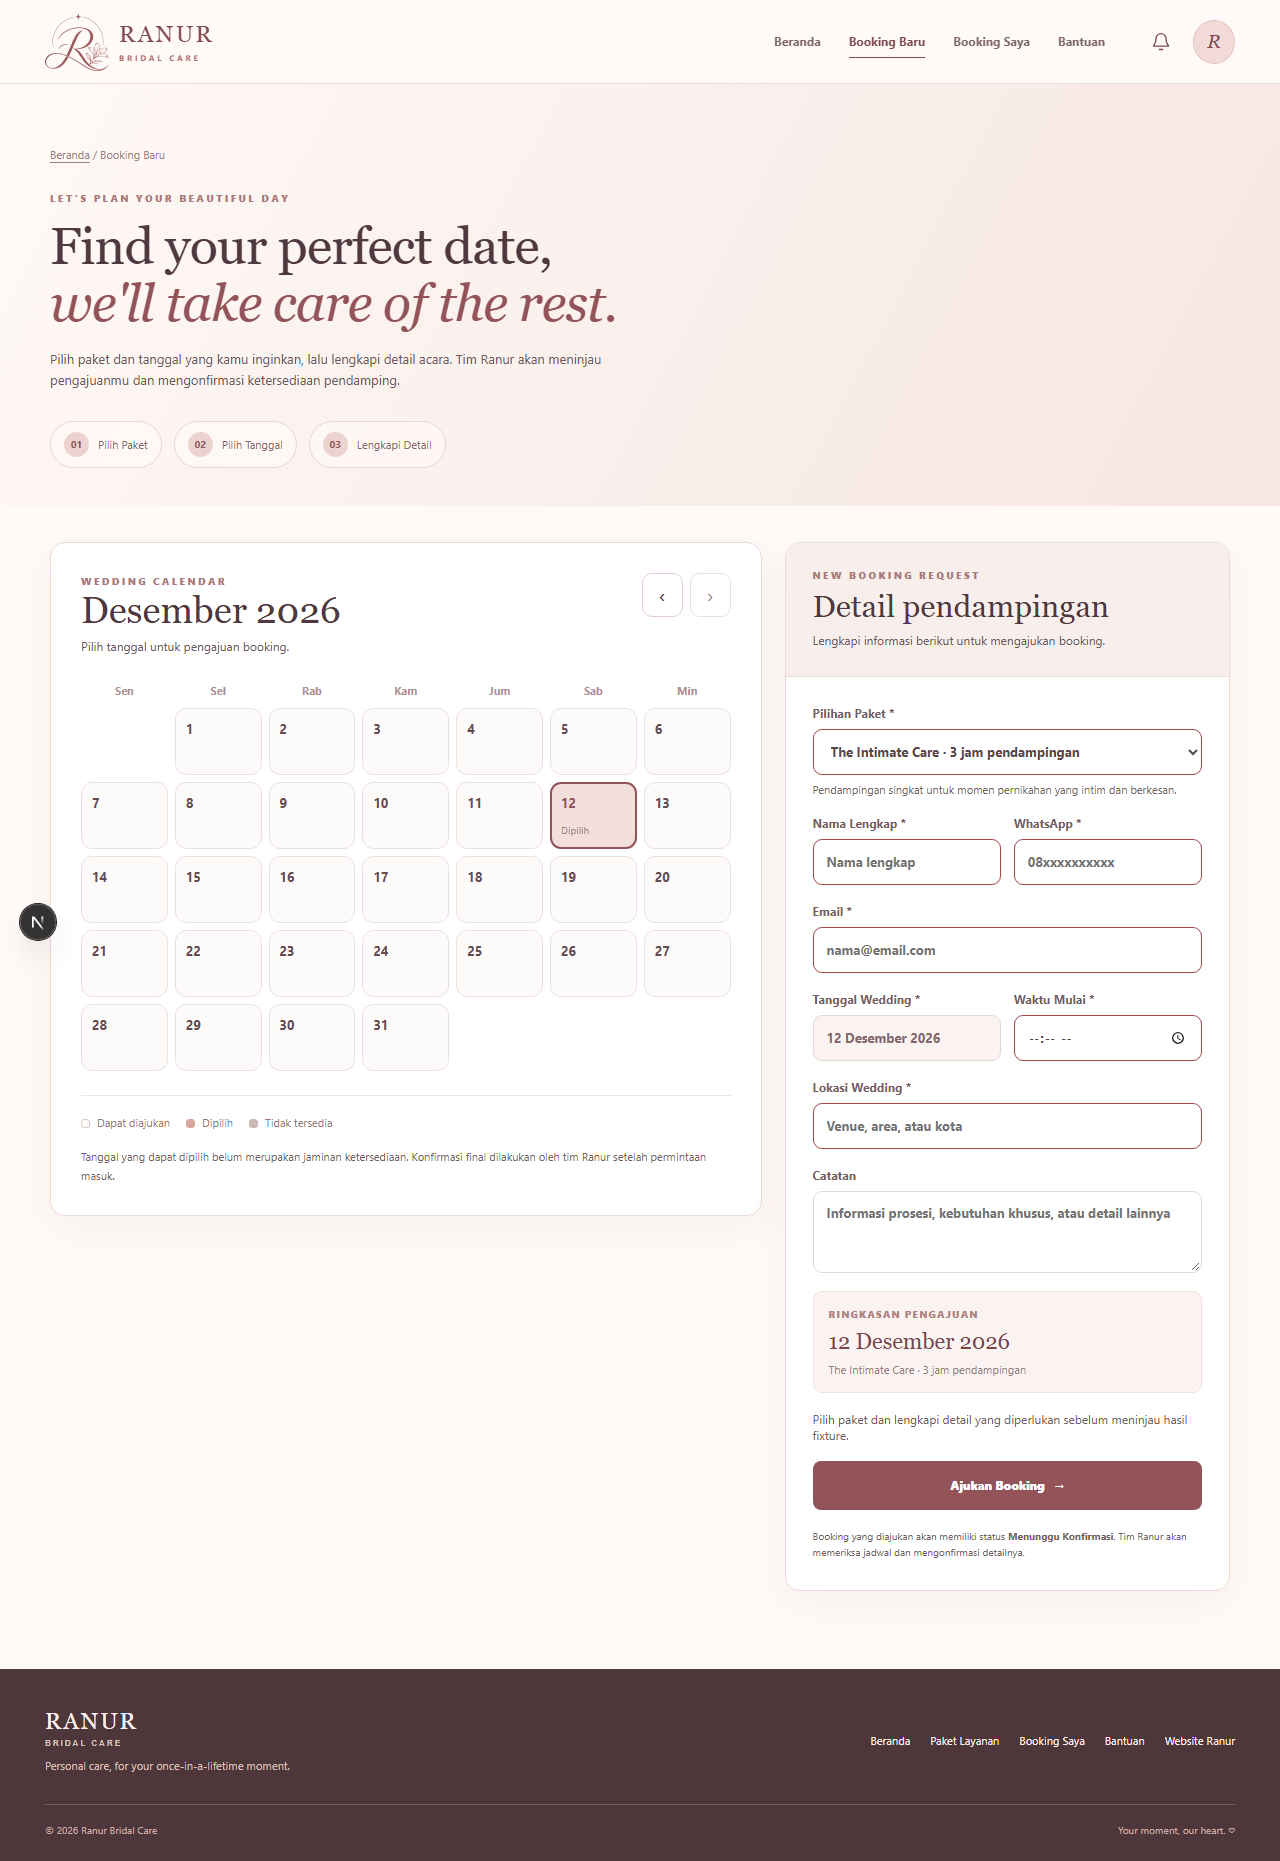 RANUR
BRIDAL CARE
Beranda
Booking Baru
Booking Saya
Bantuan
R
Beranda / Booking Baru
LET'S PLAN YOUR BEAUTIFUL DAY
Find your perfect date,
we'll take care of the rest.
Pilih paket dan tanggal yang kamu inginkan, lalu lengkapi detail acara. Tim Ranur akan meninjau
pengajuanmu dan mengonfirmasi ketersediaan pendamping.
01 Pilih Paket
02 Pilih Tanggal
03 Lengkapi Detail
WEDDING CALENDAR
Desember 2026
‹ ›
Pilih tanggal untuk pengajuan booking.
Sen Sel Rab Kam Jum Sab Min
1 2 3 4 5 6
7 8 9 10 11 12 13
Dipilih
14 15 16 17 18 19 20
21 22 23 24 25 26 27
28 29 30 31
Dapat diajukan
Dipilih
Tidak tersedia
Tanggal yang dapat dipilih belum merupakan jaminan ketersediaan. Konfirmasi final dilakukan oleh tim Ranur setelah permintaan
masuk.
N
NEW BOOKING REQUEST
Detail pendampingan
Lengkapi informasi berikut untuk mengajukan booking.
Pilihan Paket *
The Intimate Care · 3 jam pendampingan
Pendampingan singkat untuk momen pernikahan yang intim dan berkesan.
Nama Lengkap * WhatsApp *
Nama lengkap 08xxxxxxxxxx
Email *
nama@email.com
Tanggal Wedding * Waktu Mulai *
12 Desember 2026 --:-- --
Lokasi Wedding *
Venue, area, atau kota
Catatan
Informasi prosesi, kebutuhan khusus, atau detail lainnya
RINGKASAN PENGAJUAN
12 Desember 2026
The Intimate Care · 3 jam pendampingan
Pilih paket dan lengkapi detail yang diperlukan sebelum meninjau hasil
fixture.
Ajukan Booking →
Booking yang diajukan akan memiliki status Menunggu Konfirmasi. Tim Ranur akan
memeriksa jadwal dan mengonfirmasi detailnya.
RANUR
BRIDAL CARE
Personal care, for your once-in-a-lifetime moment.
Beranda
Paket Layanan
Booking Saya
Bantuan
Website Ranur
© 2026 Ranur Bridal Care
Your moment, our heart. ♡